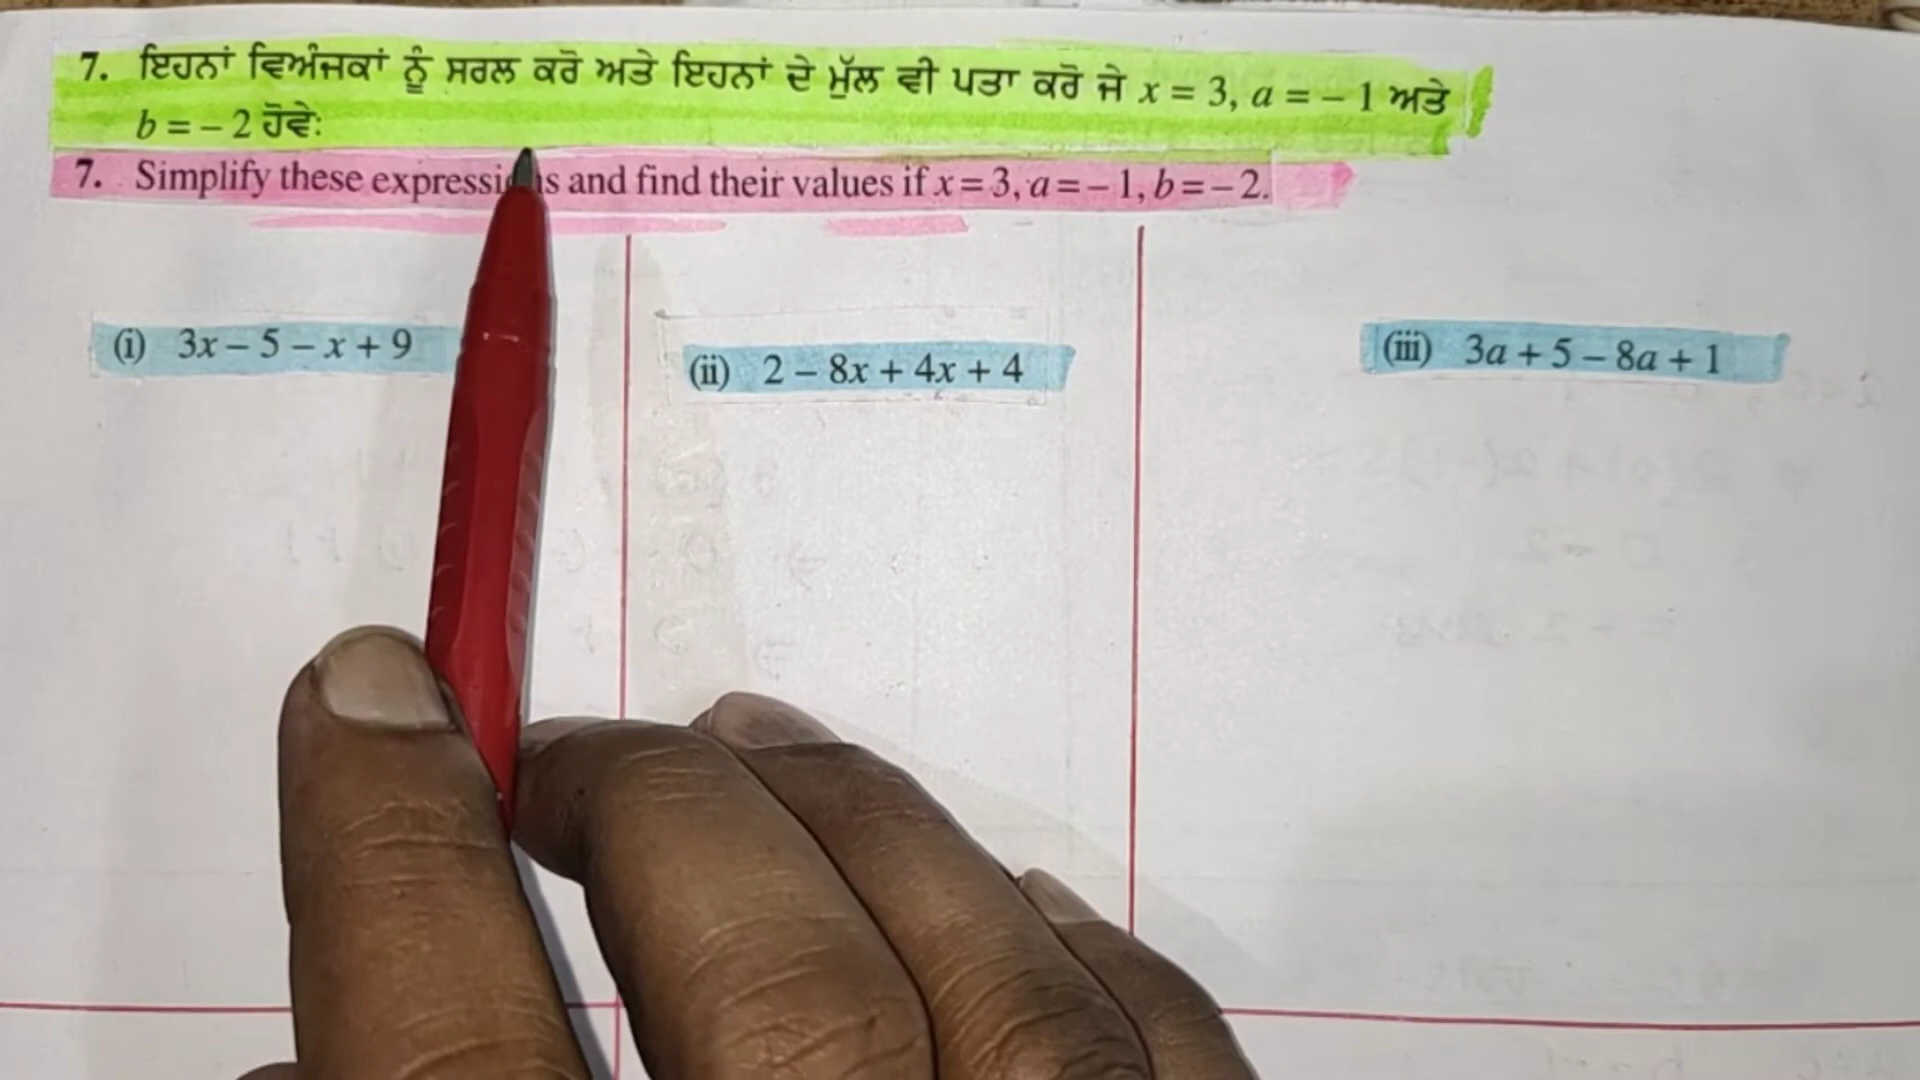 7. ਇਹਨਾਂ ਵਿਅੰਜਕਾਂ ਨੂੰ ਸਰਲ ਕਰੋ ਅਤੇ ਇਹਨਾਂ ਦੇ ਮੁੱਲ ਵੀ ਪਤਾ ਕਰੋ ਜੇ x = 3, a = – 1 ਅਤੇ
b = – 2 ਹੋਵੇ:
7. Simplify these expressions and find their values if x = 3, a = – 1, b = – 2.
(i) 3x – 5 – x + 9
(ii) 2 – 8x + 4x + 4
(iii) 3a + 5 – 8a + 1